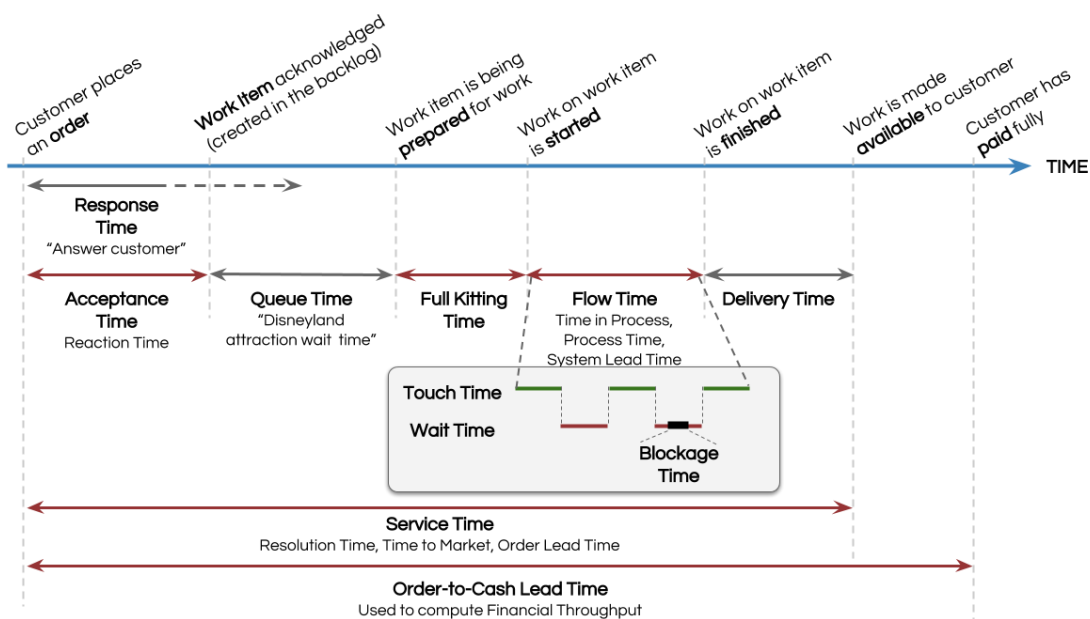 Customer places
an order
Work Item acknowledged
(created in the backlog)
Work item is being
prepared for work
Work on work item
is started
Work on work item
is finished
Work is made
available to customer
Customer has
paid fully
TIME
Response
Time
“Answer customer”
Acceptance
Time
Reaction Time
Queue Time
“Disneyland
attraction wait time”
Full Kitting
Time
Flow Time
Time in Process,
Process Time,
System Lead Time
Delivery Time
Touch Time
Wait Time
Blockage
Time
Service Time
Resolution Time, Time to Market, Order Lead Time
Order-to-Cash Lead Time
Used to compute Financial Throughput